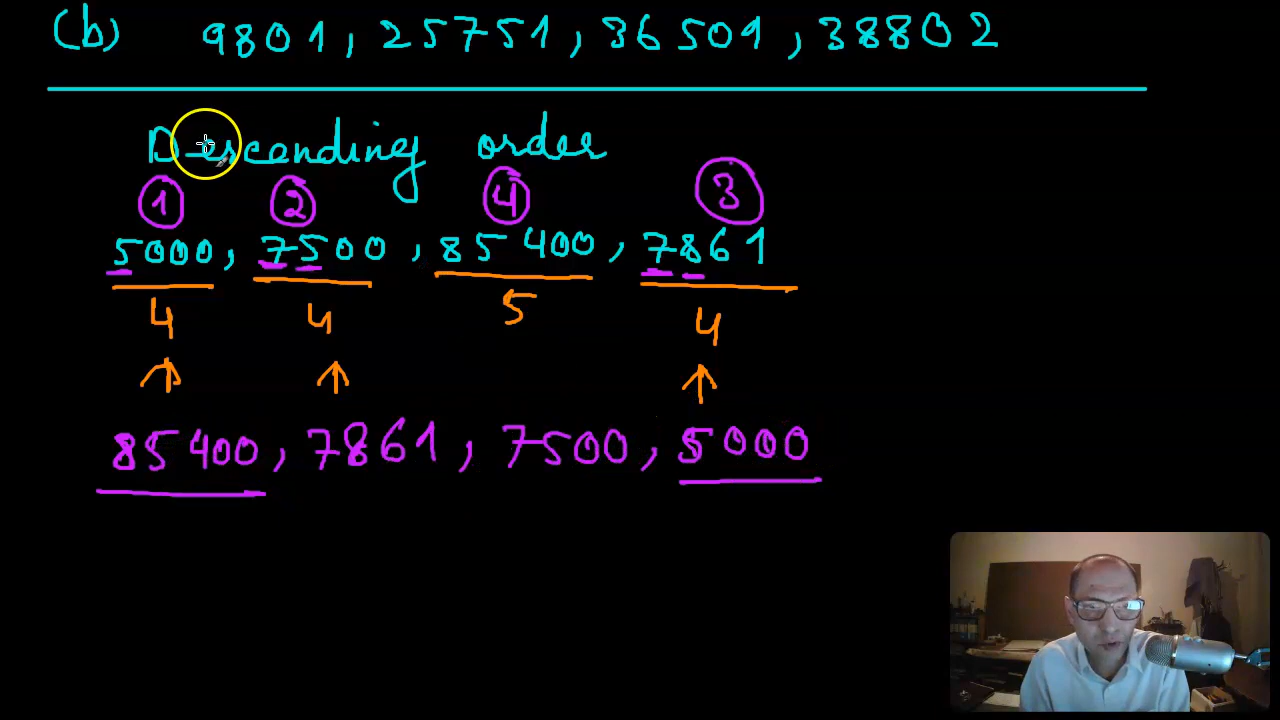 (b) 9801, 25751, 36501, 38802
Descending order
1 2 4 3
5000, 7500, 85400, 7861
4 4 5 4
85400, 7861, 7500, 5000